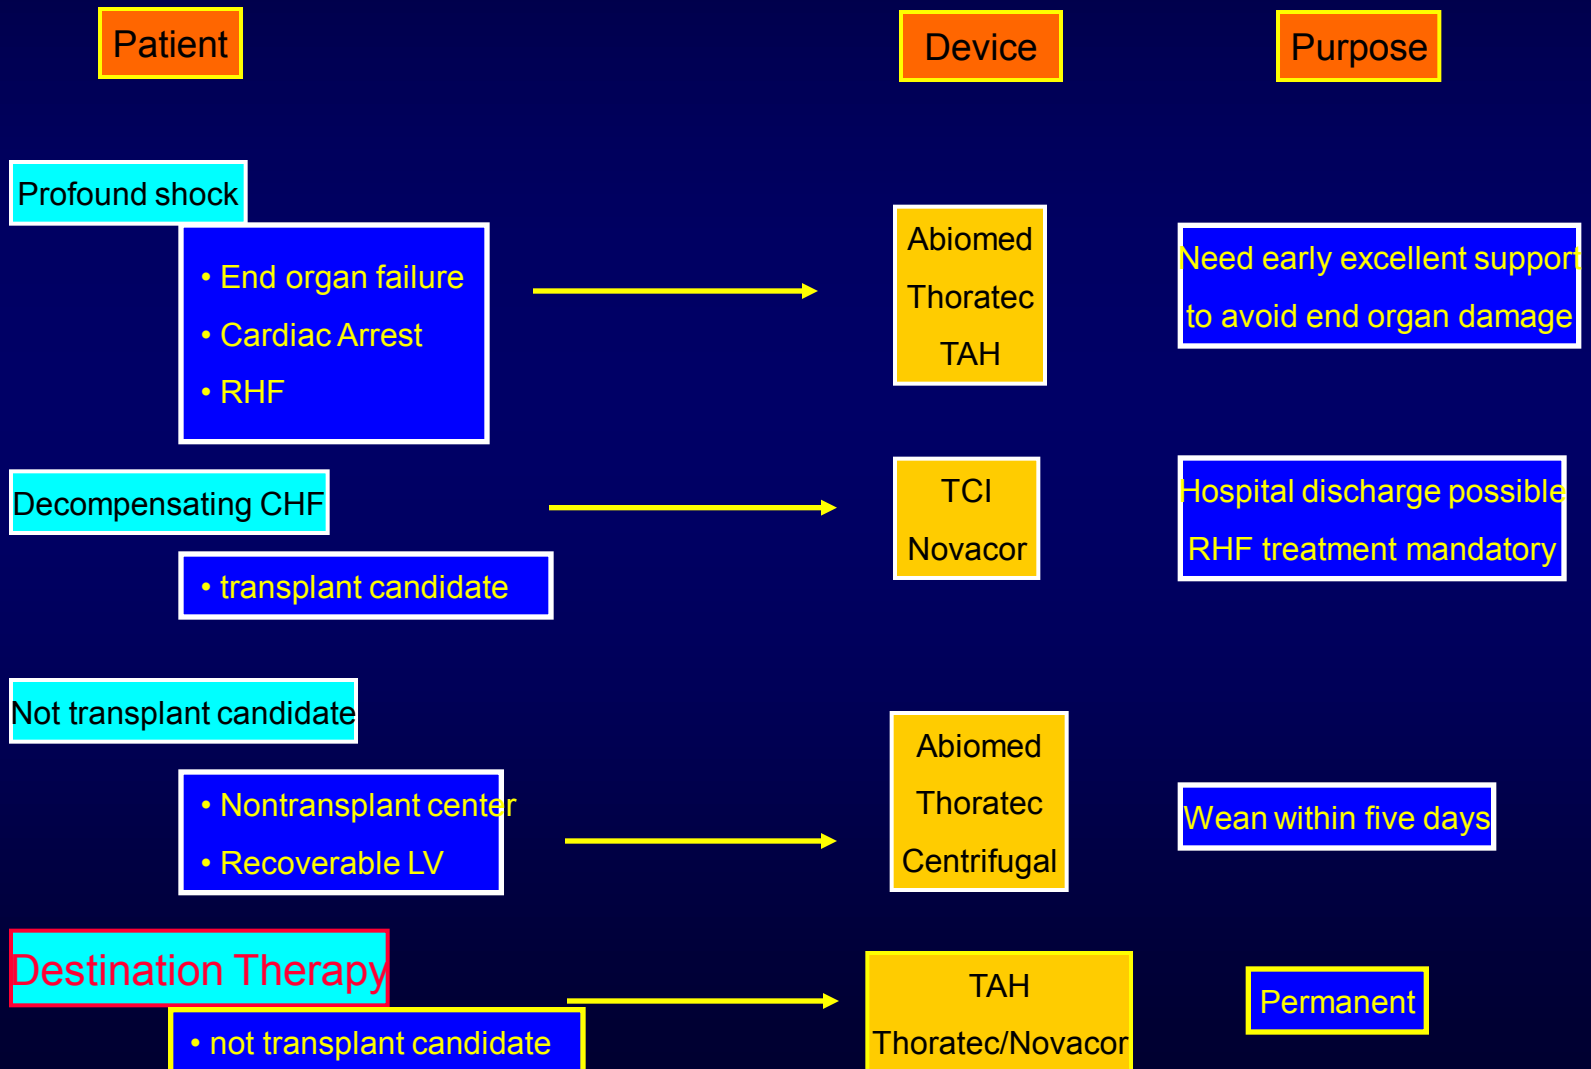 Patient
Device
Purpose
Profound shock
• End organ failure
• Cardiac Arrest
• RHF
Abiomed
Thoratec
TAH
Need early excellent support
to avoid end organ damage
Decompensating CHF
• transplant candidate
TCI
Novacor
Hospital discharge possible
RHF treatment mandatory
Not transplant candidate
• Nontransplant center
• Recoverable LV
Abiomed
Thoratec
Centrifugal
Wean within five days
Destination Therapy
• not transplant candidate
TAH
Thoratec/Novacor
Permanent